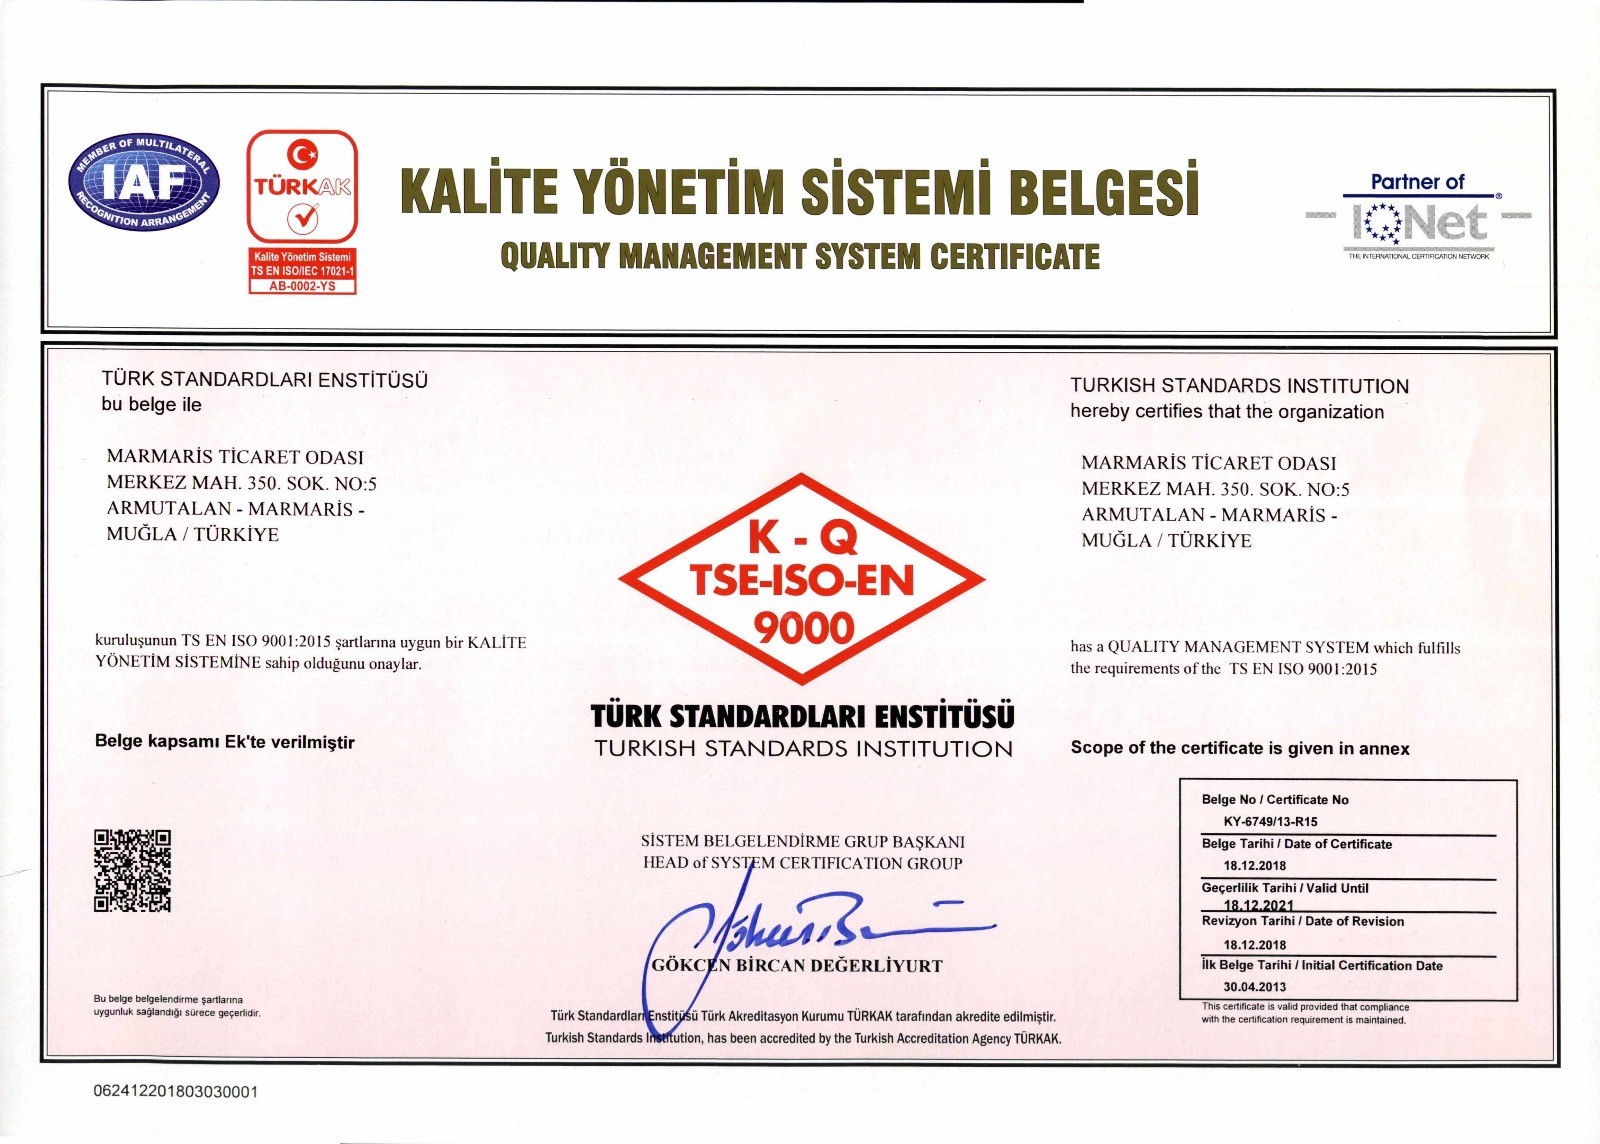 MEMBER OF MULTILATERAL
IAF
RECOGNITION ARRANGEMENT
TÜRKAK
Kalite Yönetim Sistemi
TS EN ISO/IEC 17021-1
AB-0002-YS
KALİTE YÖNETİM SİSTEMİ BELGESİ
QUALITY MANAGEMENT SYSTEM CERTIFICATE
Partner of
IQNet®
THE INTERNATIONAL CERTIFICATION NETWORK
TÜRK STANDARDLARI ENSTİTÜSÜ
bu belge ile
MARMARİS TİCARET ODASI
MERKEZ MAH. 350. SOK. NO:5
ARMUTALAN - MARMARİS -
MUĞLA / TÜRKİYE
kuruluşunun TS EN ISO 9001:2015 şartlarına uygun bir KALİTE
YÖNETİM SİSTEMİNE sahip olduğunu onaylar.
Belge kapsamı Ek'te verilmiştir
Bu belge belgelendirme şartlarına
uygunluk sağlandığı sürece geçerlidir.
K - Q
TSE-ISO-EN
9000
TÜRK STANDARDLARI ENSTİTÜSÜ
TURKISH STANDARDS INSTITUTION
SİSTEM BELGELENDİRME GRUP BAŞKANI
HEAD of SYSTEM CERTIFICATION GROUP
GÖKCEN BİRCAN DEĞERLİYURT
Türk Standardları Enstitüsü Türk Akreditasyon Kurumu TÜRKAK tarafından akredite edilmiştir.
Turkish Standards Institution, has been accredited by the Turkish Accreditation Agency TÜRKAK.
TURKISH STANDARDS INSTITUTION
hereby certifies that the organization
MARMARİS TİCARET ODASI
MERKEZ MAH. 350. SOK. NO:5
ARMUTALAN - MARMARİS -
MUĞLA / TÜRKİYE
has a QUALITY MANAGEMENT SYSTEM which fulfills
the requirements of the TS EN ISO 9001:2015
Scope of the certificate is given in annex
Belge No / Certificate No
KY-6749/13-R15
Belge Tarihi / Date of Certificate
18.12.2018
Geçerlilik Tarihi / Valid Until
18.12.2021
Revizyon Tarihi / Date of Revision
18.12.2018
İlk Belge Tarihi / Initial Certification Date
30.04.2013
This certificate is valid provided that compliance
with the certification requirement is maintained.
062412201803030001